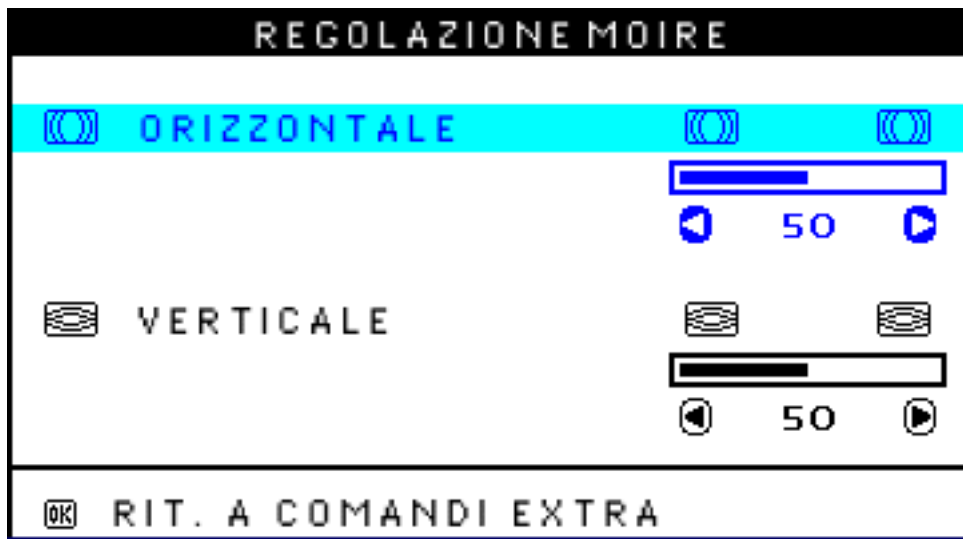 REGOLAZIONE MOIRE
ORIZZONTALE
50
VERTICALE
50
OK RIT. A COMANDI EXTRA